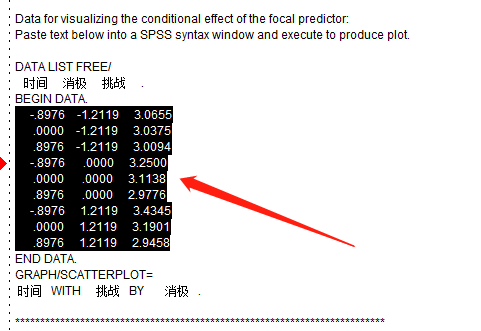 Data for visualizing the conditional effect of the focal predictor:
Paste text below into a SPSS syntax window and execute to produce plot.
DATA LIST FREE/
时间 消极 挑战 .
BEGIN DATA.
-.8976 -1.2119 3.0655
.0000 -1.2119 3.0375
.8976 -1.2119 3.0094
-.8976 .0000 3.2500
.0000 .0000 3.1138
.8976 .0000 2.9776
-.8976 1.2119 3.4345
.0000 1.2119 3.1901
.8976 1.2119 2.9458
END DATA.
GRAPH/SCATTERPLOT=
时间 WITH 挑战 BY 消极 .
**************************************************************************